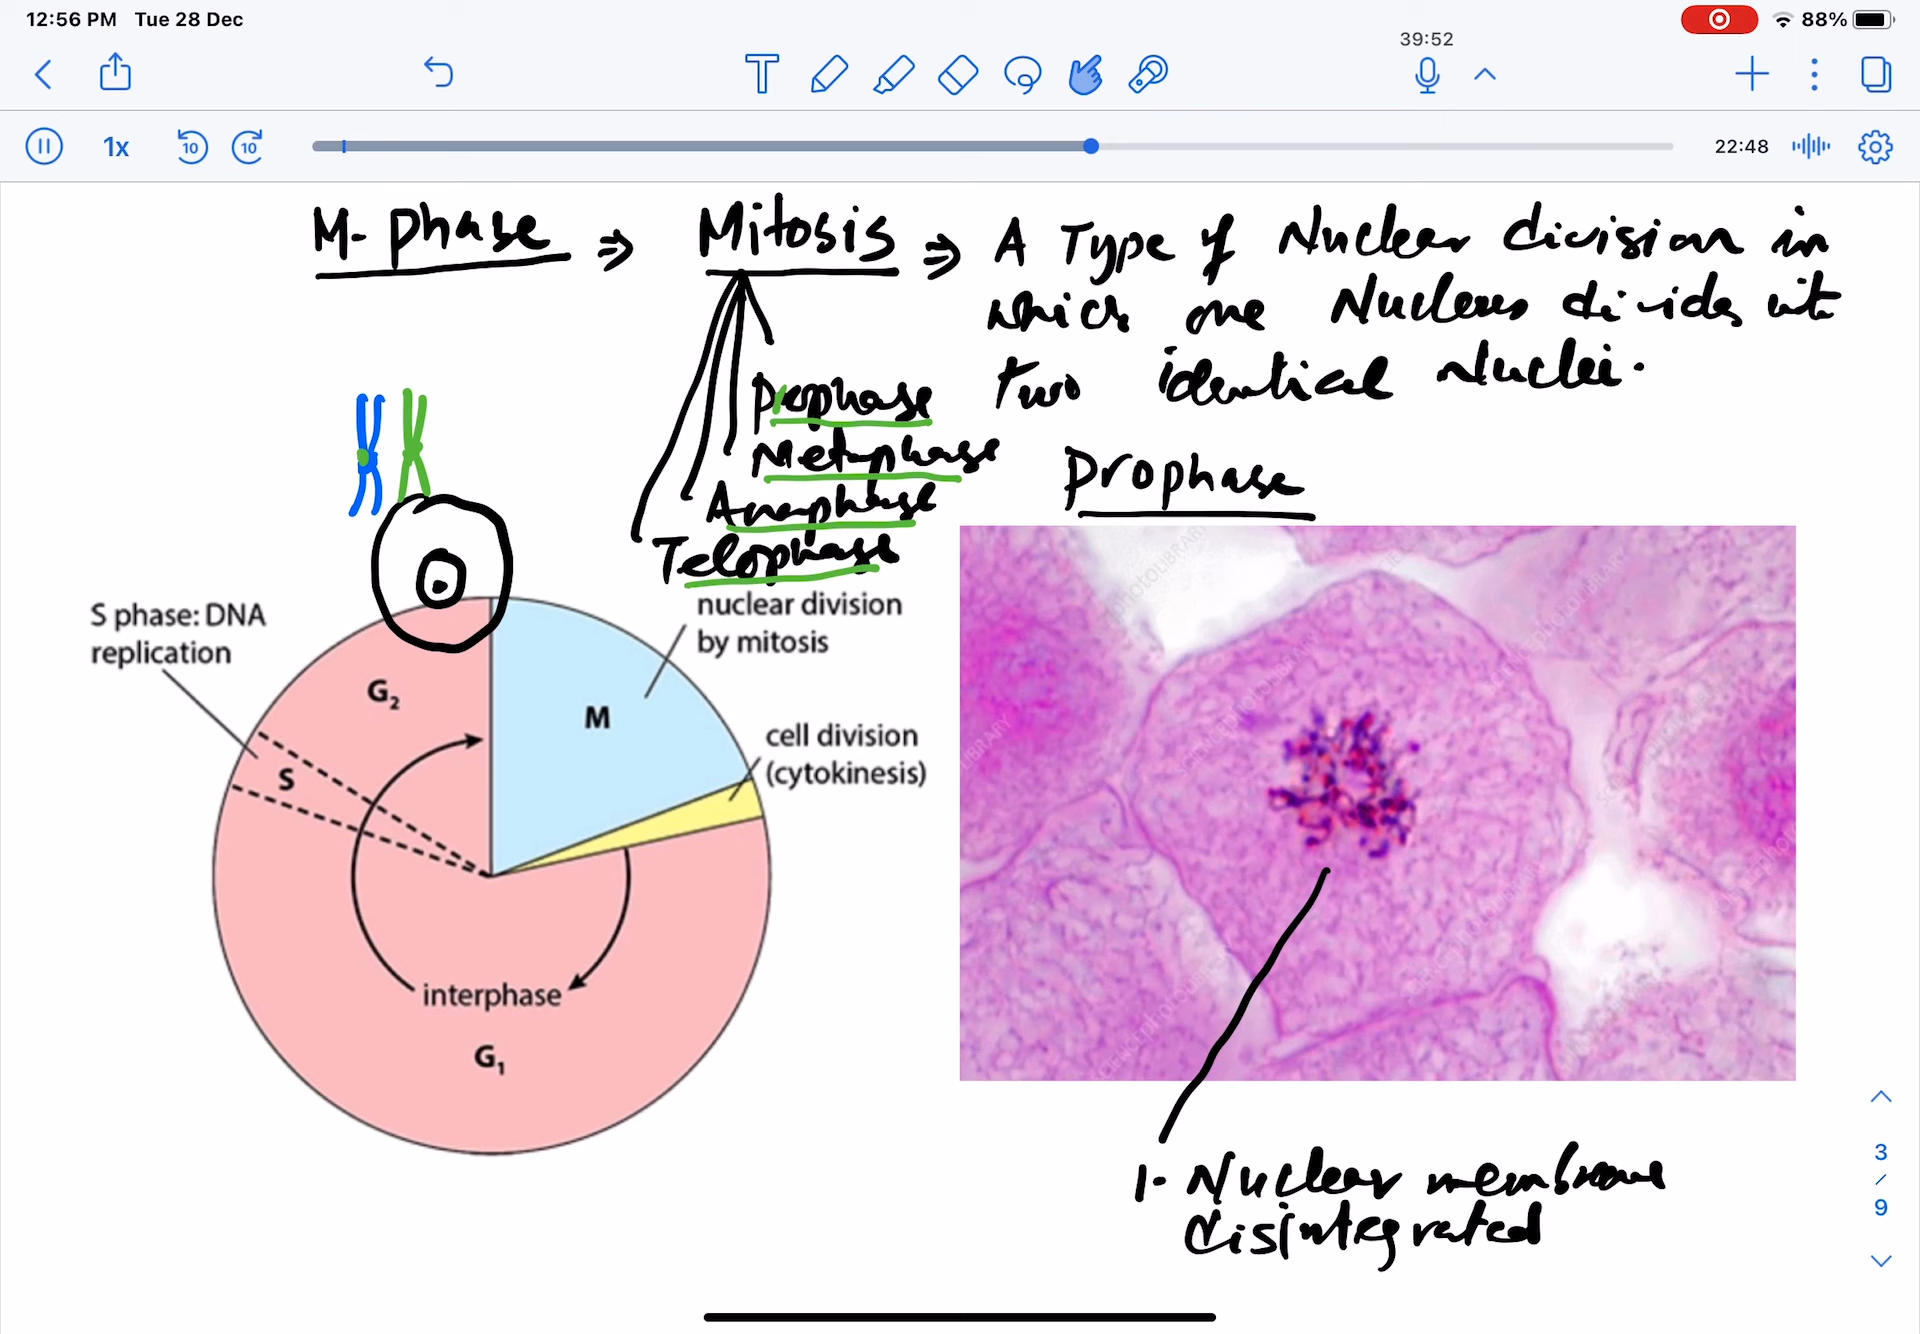 12:56 PM Tue 28 Dec
88%
39:52
1x
10
10
22:48
M- Phase ⇒ Mitosis ⇒ A Type of Nuclear division in
which one Nucleus divides into
two identical Nuclei.
Prophase
Metaphase
Anaphase
Telophase
Prophase
S phase: DNA
replication
nuclear division
by mitosis
G₂
M
cell division
(cytokinesis)
S
interphase
G₁
1. Nuclear membrane
disintegrated
3
/
9